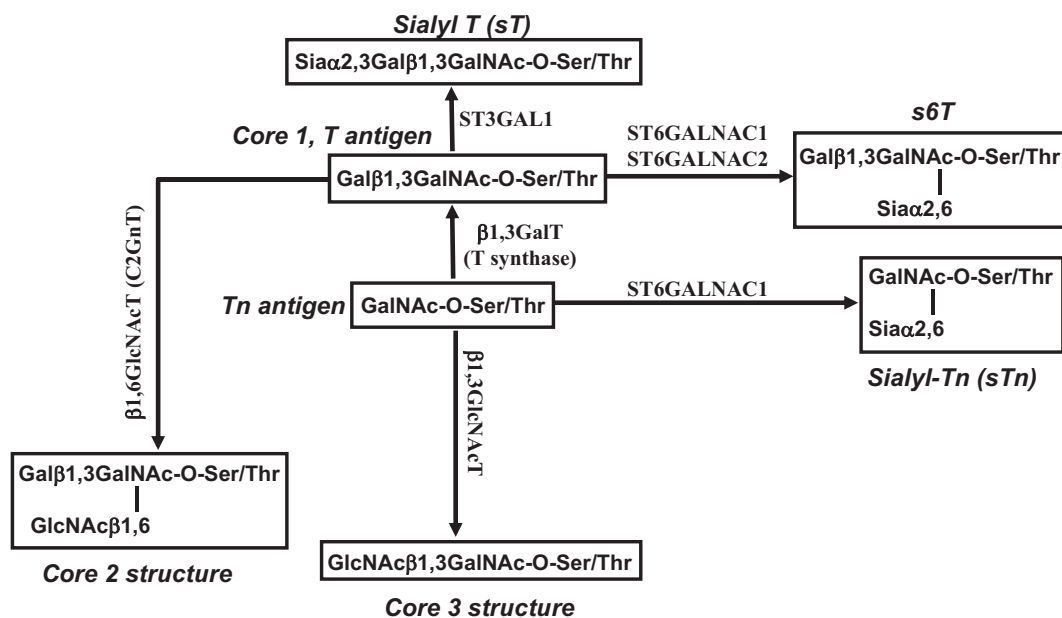 Sialyl T (sT)
Siaα2,3Galβ1,3GalNAc-O-Ser/Thr
ST3GAL1
Core 1, T antigen
Galβ1,3GalNAc-O-Ser/Thr
ST6GALNAC1
ST6GALNAC2
s6T
Galβ1,3GalNAc-O-Ser/Thr
Siaα2,6
β1,3GalT
(T synthase)
Tn antigen
GalNAc-O-Ser/Thr
ST6GALNAC1
GalNAc-O-Ser/Thr
Siaα2,6
Sialyl-Tn (sTn)
β1,6GlcNAcT (C2GnT)
β1,3GlcNAcT
Galβ1,3GalNAc-O-Ser/Thr
GlcNAcβ1,6
Core 2 structure
GlcNAcβ1,3GalNAc-O-Ser/Thr
Core 3 structure